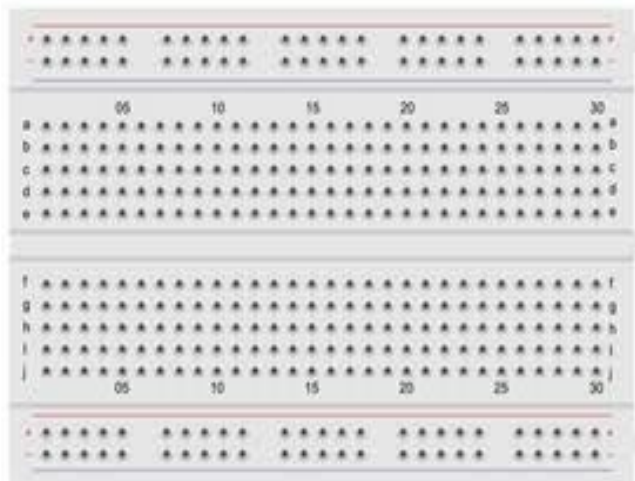 + +
- -
05 10 15 20 25 30
a a
b b
c c
d d
e e
f f
g g
h h
i i
j j
05 10 15 20 25 30
+ +
- -